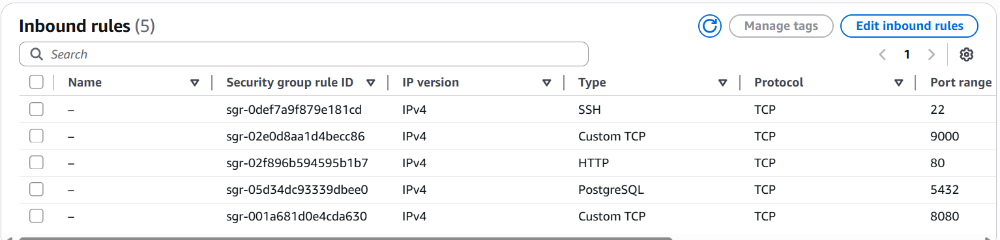 Inbound rules (5) Manage tags Edit inbound rules
Search 1
Name Security group rule ID IP version Type Protocol Port range
– sgr-0def7a9f879e181cd IPv4 SSH TCP 22
– sgr-02e0d8aa1d4becc86 IPv4 Custom TCP TCP 9000
– sgr-02f896b594595b1b7 IPv4 HTTP TCP 80
– sgr-05d34dc93339dbee0 IPv4 PostgreSQL TCP 5432
– sgr-001a681d0e4cda630 IPv4 Custom TCP TCP 8080